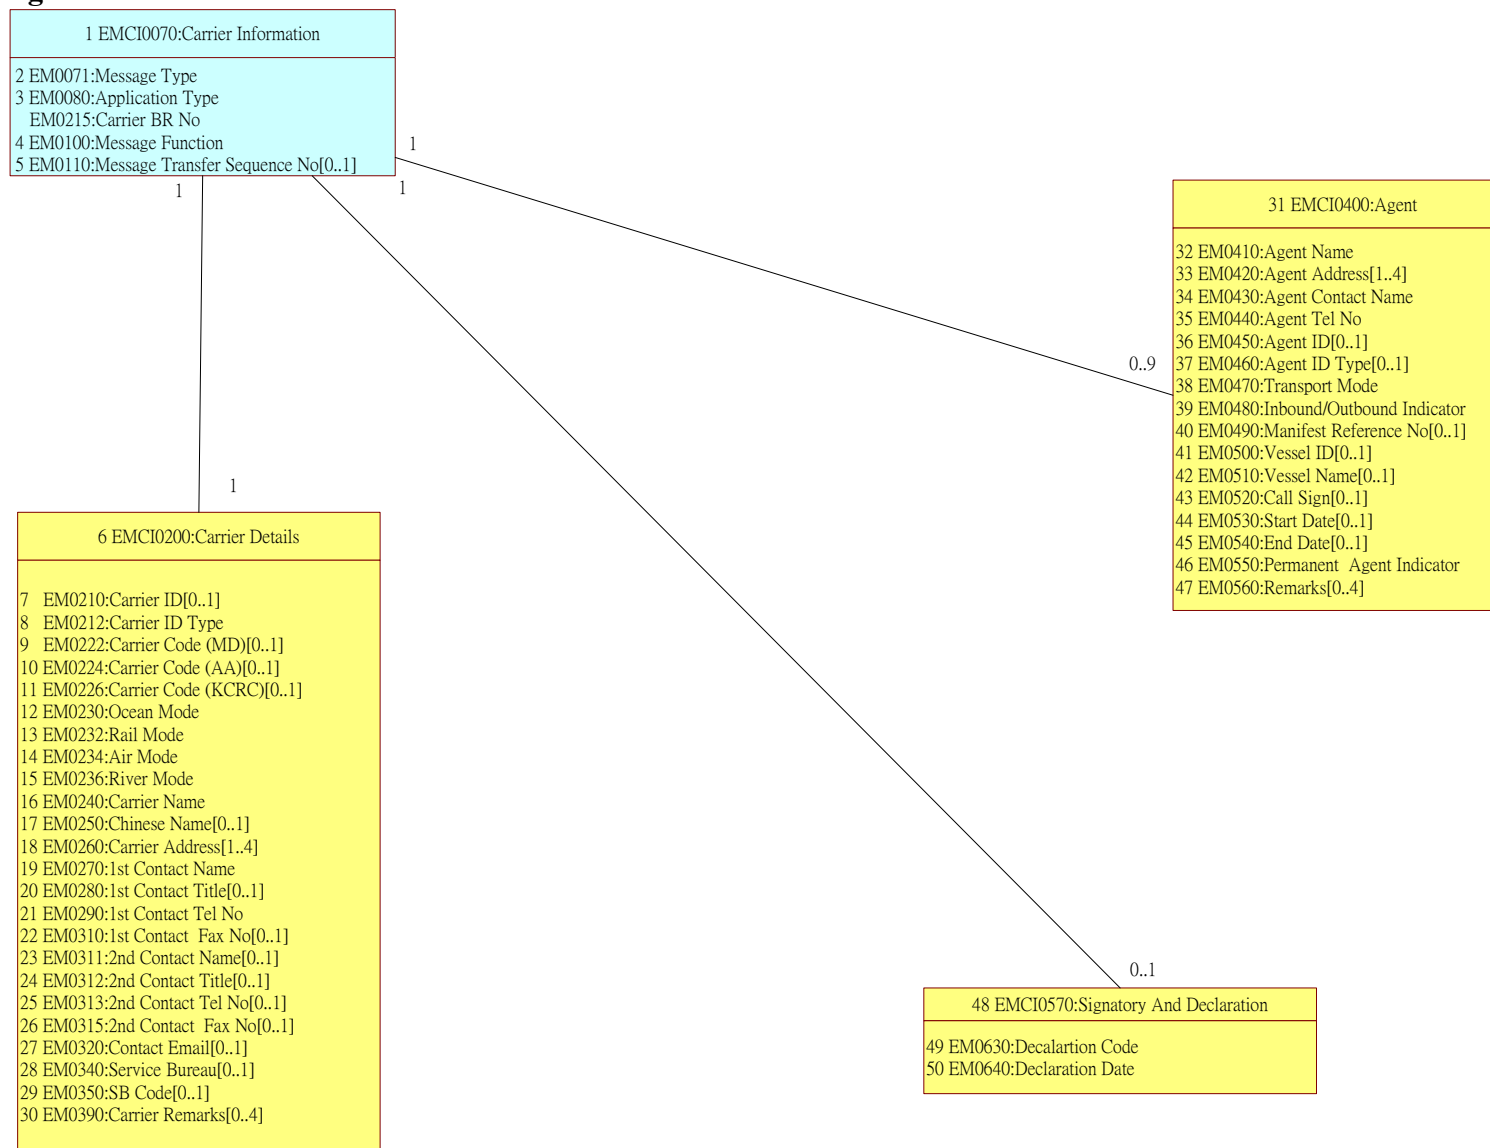 1 EMCI0070:Carrier Information
2 EM0071:Message Type
3 EM0080:Application Type
EM0215:Carrier BR No
4 EM0100:Message Function
5 EM0110:Message Transfer Sequence No[0..1]
1
1
1
1
6 EMCI0200:Carrier Details
7 EM0210:Carrier ID[0..1]
8 EM0212:Carrier ID Type
9 EM0222:Carrier Code (MD)[0..1]
10 EM0224:Carrier Code (AA)[0..1]
11 EM0226:Carrier Code (KCRC)[0..1]
12 EM0230:Ocean Mode
13 EM0232:Rail Mode
14 EM0234:Air Mode
15 EM0236:River Mode
16 EM0240:Carrier Name
17 EM0250:Chinese Name[0..1]
18 EM0260:Carrier Address[1..4]
19 EM0270:1st Contact Name
20 EM0280:1st Contact Title[0..1]
21 EM0290:1st Contact Tel No
22 EM0310:1st Contact  Fax No[0..1]
23 EM0311:2nd Contact Name[0..1]
24 EM0312:2nd Contact Title[0..1]
25 EM0313:2nd Contact Tel No[0..1]
26 EM0315:2nd Contact  Fax No[0..1]
27 EM0320:Contact Email[0..1]
28 EM0340:Service Bureau[0..1]
29 EM0350:SB Code[0..1]
30 EM0390:Carrier Remarks[0..4]
0..9
31 EMCI0400:Agent
32 EM0410:Agent Name
33 EM0420:Agent Address[1..4]
34 EM0430:Agent Contact Name
35 EM0440:Agent Tel No
36 EM0450:Agent ID[0..1]
37 EM0460:Agent ID Type[0..1]
38 EM0470:Transport Mode
39 EM0480:Inbound/Outbound Indicator
40 EM0490:Manifest Reference No[0..1]
41 EM0500:Vessel ID[0..1]
42 EM0510:Vessel Name[0..1]
43 EM0520:Call Sign[0..1]
44 EM0530:Start Date[0..1]
45 EM0540:End Date[0..1]
46 EM0550:Permanent  Agent Indicator
47 EM0560:Remarks[0..4]
0..1
48 EMCI0570:Signatory And Declaration
49 EM0630:Decalartion Code
50 EM0640:Declaration Date